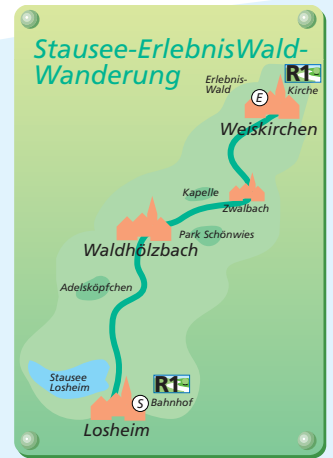 Stausee-ErlebnisWald-
Wanderung
Erlebnis-
Wald
R1
E
Kirche
Weiskirchen
Kapelle
Zwalbach
Park Schönwies
Waldhölzbach
Adelsköpfchen
Stausee
Losheim
R1
S
Bahnhof
Losheim